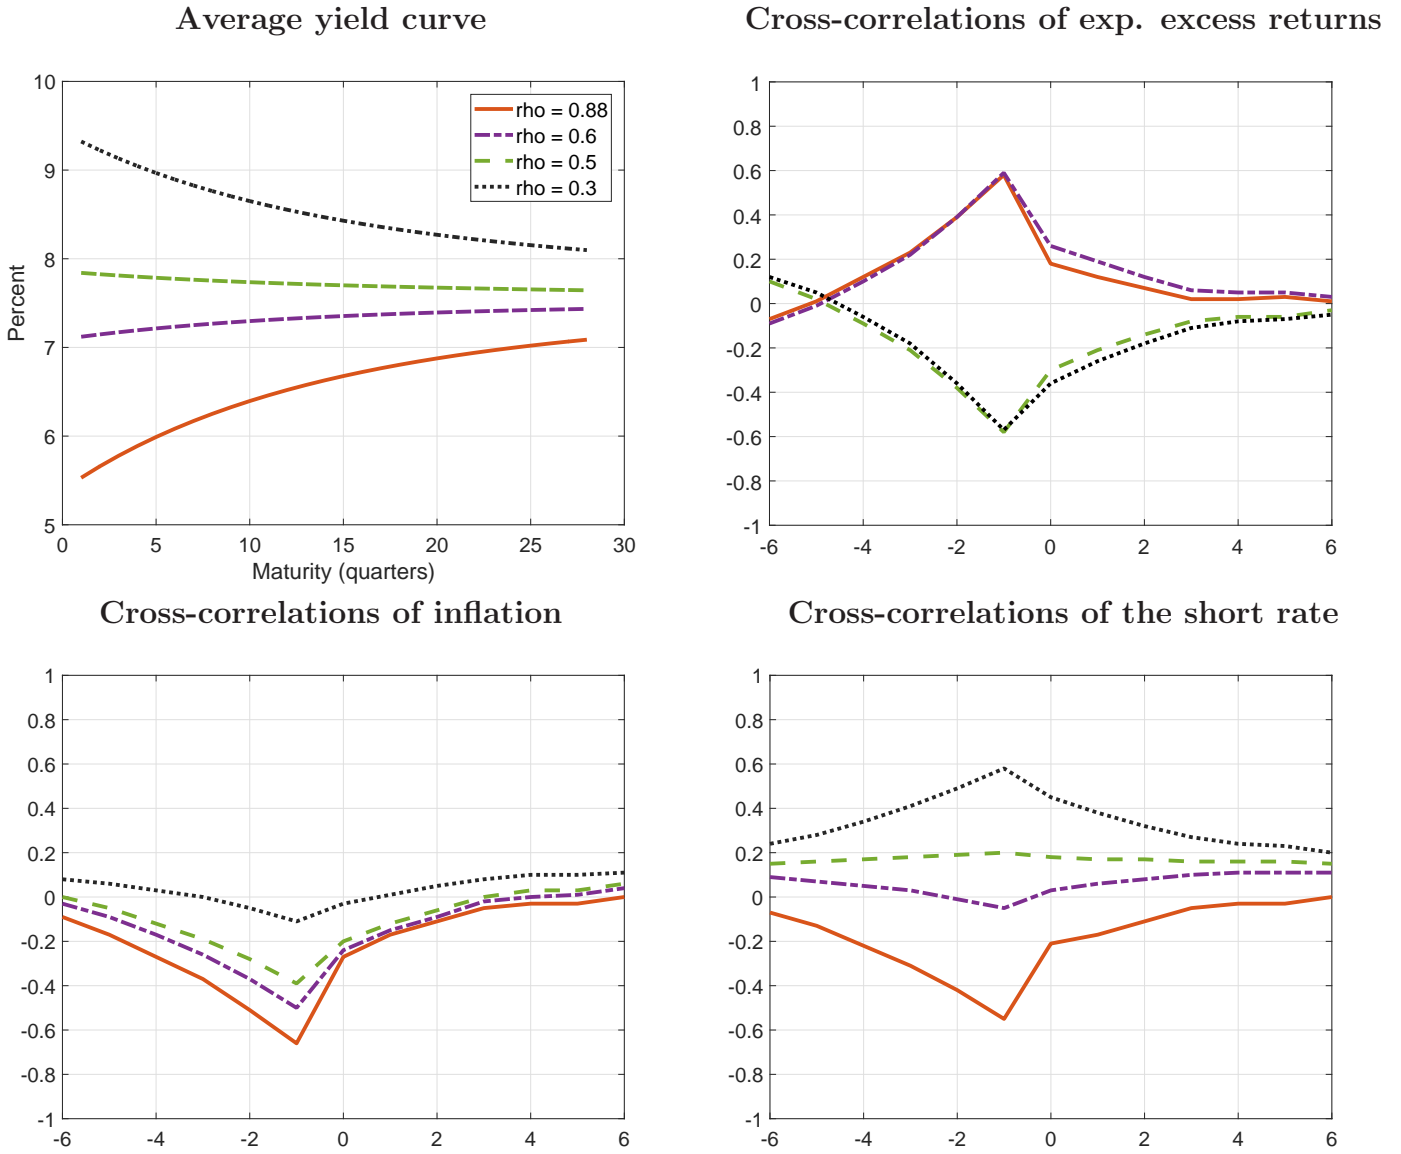 Average yield curve
10
9
8
7
6
5
Percent
0 5 10 15 20 25 30
Maturity (quarters)
rho = 0.88
rho = 0.6
rho = 0.5
rho = 0.3
Cross-correlations of exp. excess returns
1
0.8
0.6
0.4
0.2
0
-0.2
-0.4
-0.6
-0.8
-1
-6 -4 -2 0 2 4 6
Cross-correlations of inflation
1
0.8
0.6
0.4
0.2
0
-0.2
-0.4
-0.6
-0.8
-1
-6 -4 -2 0 2 4 6
Cross-correlations of the short rate
1
0.8
0.6
0.4
0.2
0
-0.2
-0.4
-0.6
-0.8
-1
-6 -4 -2 0 2 4 6